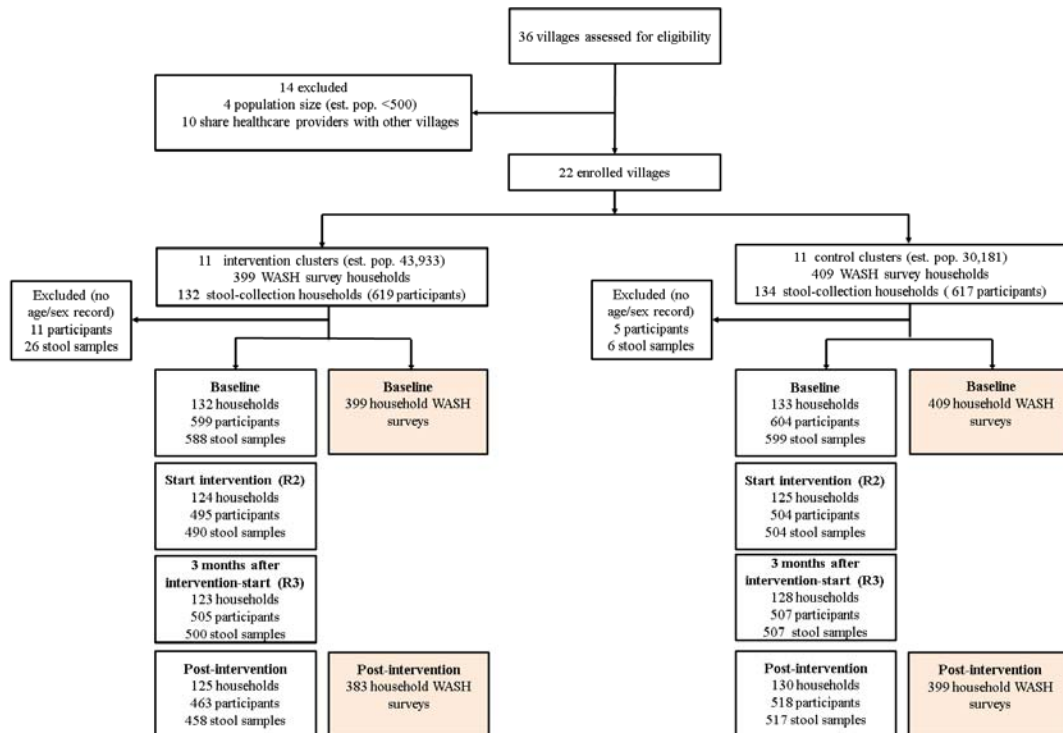 36 villages assessed for eligibility
14 excluded
4 population size (est. pop. <500)
10 share healthcare providers with other villages
22 enrolled villages
11 intervention clusters (est. pop. 43,933)
399 WASH survey households
132 stool-collection households (619 participants)
11 control clusters (est. pop. 30,181)
409 WASH survey households
134 stool-collection households ( 617 participants)
Excluded (no
age/sex record)
11 participants
26 stool samples
Excluded (no
age/sex record)
5 participants
6 stool samples
Baseline
132 households
599 participants
588 stool samples
Baseline
399 household WASH
surveys
Baseline
133 households
604 participants
599 stool samples
Baseline
409 household WASH
surveys
Start intervention (R2)
124 households
495 participants
490 stool samples
Start intervention (R2)
125 households
504 participants
504 stool samples
3 months after
intervention-start (R3)
123 households
505 participants
500 stool samples
3 months after
intervention-start (R3)
128 households
507 participants
507 stool samples
Post-intervention
125 households
463 participants
458 stool samples
Post-intervention
383 household WASH
surveys
Post-intervention
130 households
518 participants
517 stool samples
Post-intervention
399 household WASH
surveys